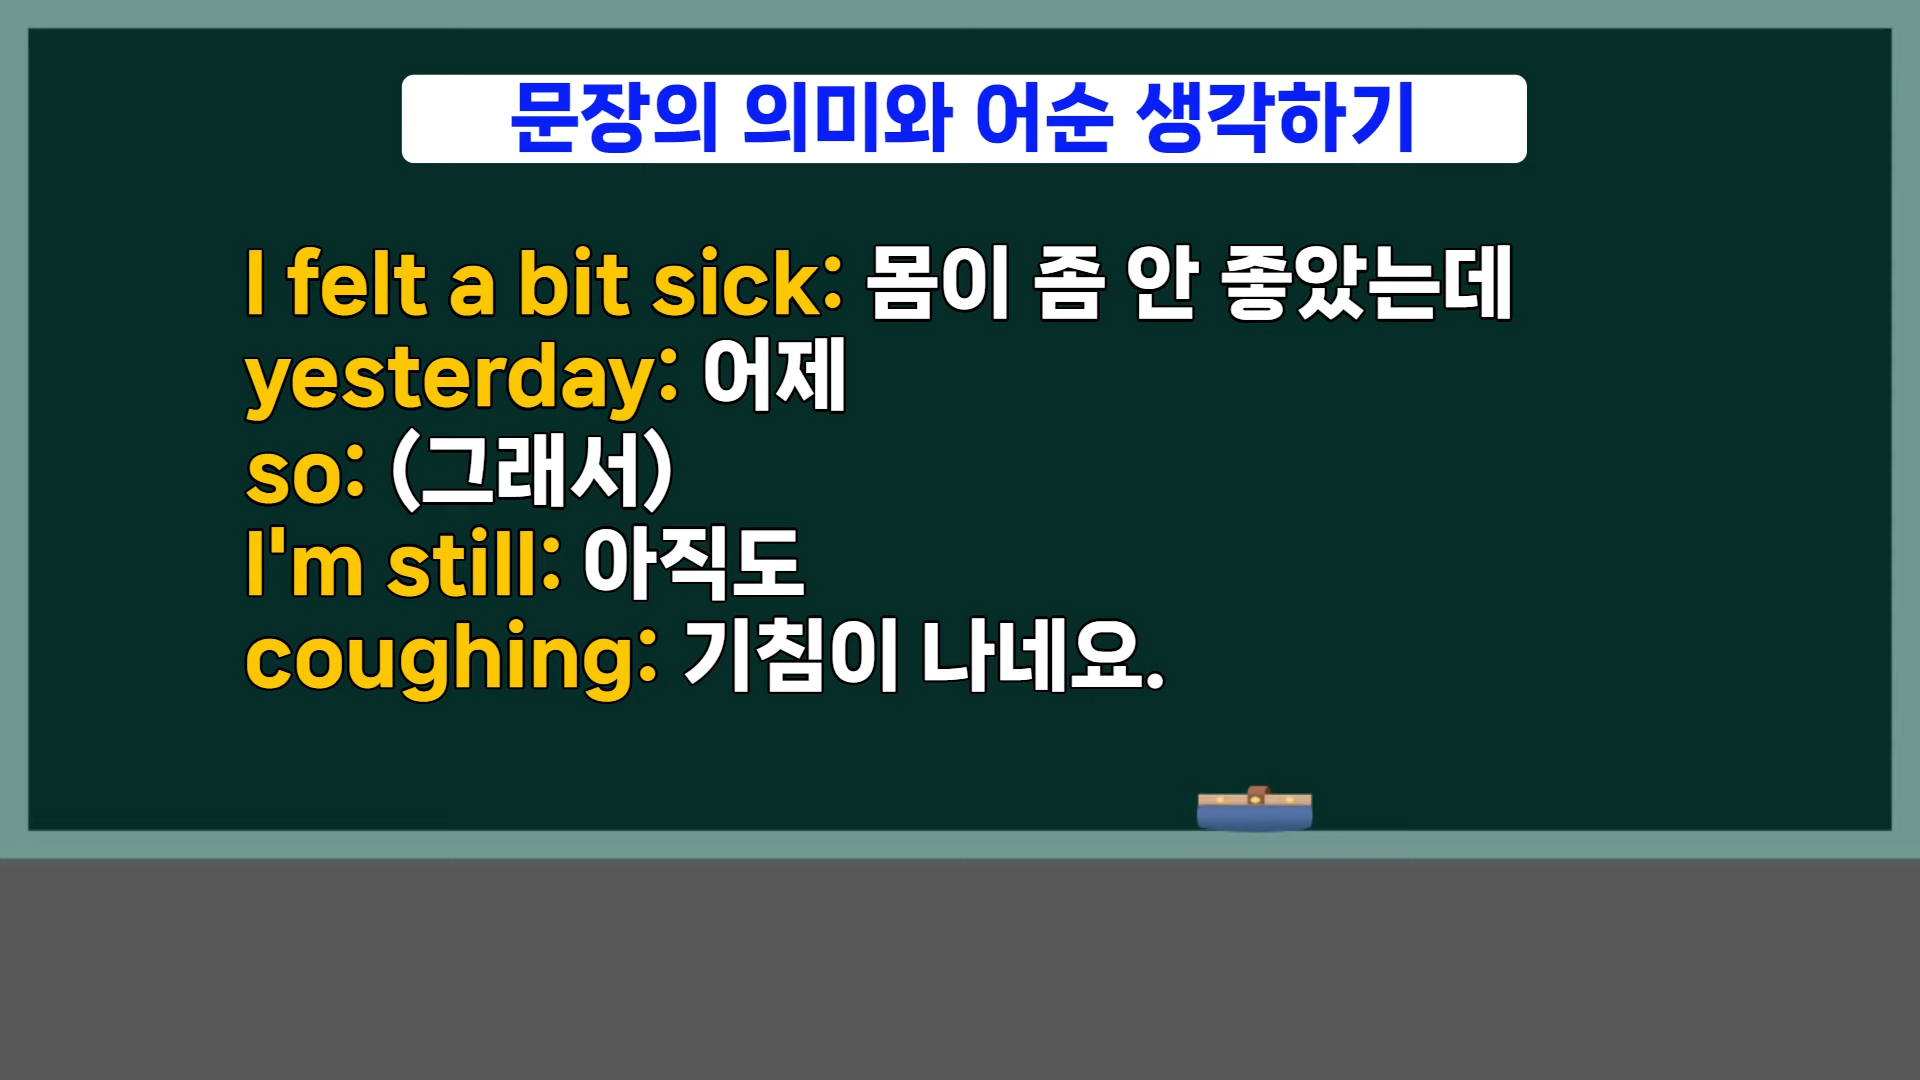 문장의 의미와 어순 생각하기
I felt a bit sick: 몸이 좀 안 좋았는데
yesterday: 어제
so: (그래서)
I'm still: 아직도
coughing: 기침이 나네요.